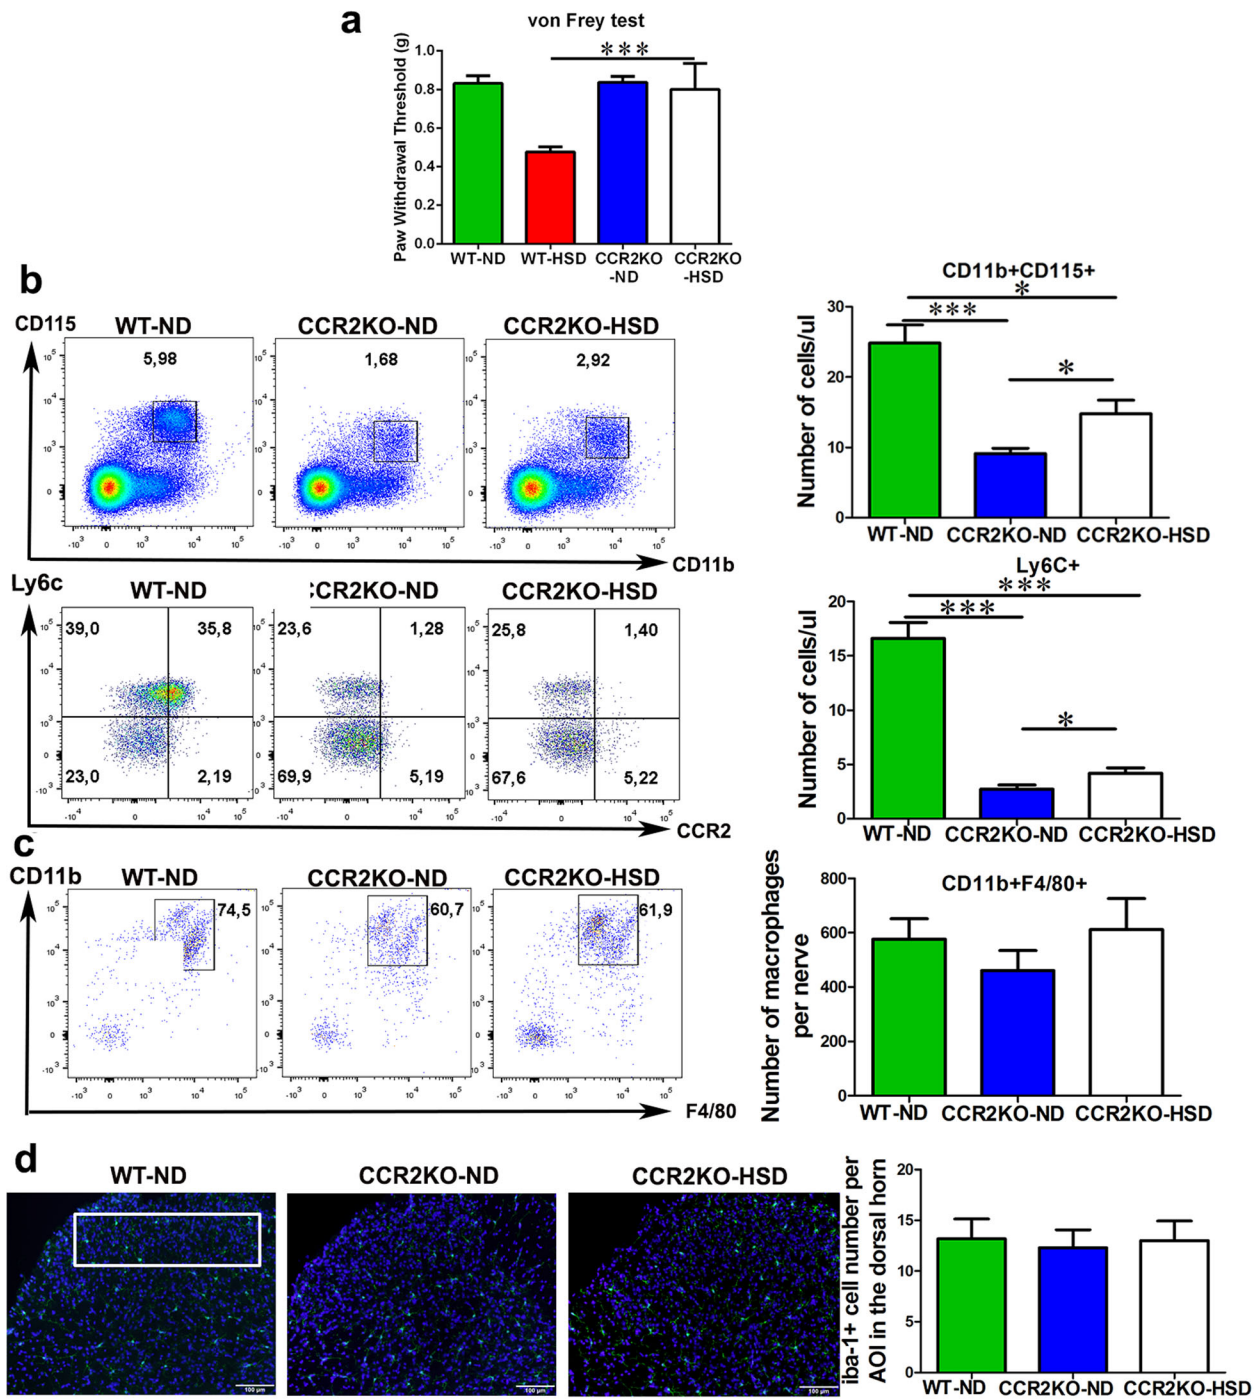 a
von Frey test
Paw Withdrawal Threshold (g)
1.0
0.8
0.6
0.4
0.2
0.0
***
WT-ND
WT-HSD
CCR2KO
-ND
CCR2KO
-HSD
b
CD115
WT-ND
CCR2KO-ND
CCR2KO-HSD
5,98
1,68
2,92
CD11b
CD11b+CD115+
Number of cells/ul
30
20
10
0
*
***
*
WT-ND
CCR2KO-ND
CCR2KO-HSD
Ly6c
WT-ND
CCR2KO-ND
CCR2KO-HSD
39,0
35,8
23,6
1,28
25,8
1,40
23,0
2,19
69,9
5,19
67,6
5,22
CCR2
Ly6C+
Number of cells/ul
20
15
10
5
0
***
***
*
WT-ND
CCR2KO-ND
CCR2KO-HSD
c
CD11b
WT-ND
CCR2KO-ND
CCR2KO-HSD
74,5
60,7
61,9
F4/80
CD11b+F4/80+
Number of macrophages
per nerve
800
600
400
200
0
WT-ND
CCR2KO-ND
CCR2KO-HSD
d
WT-ND
CCR2KO-ND
CCR2KO-HSD
100 µm
100 µm
100 µm
iba-1+ cell number per
AOI in the dorsal horn
20
15
10
5
0
WT-ND
CCR2KO-ND
CCR2KO-HSD